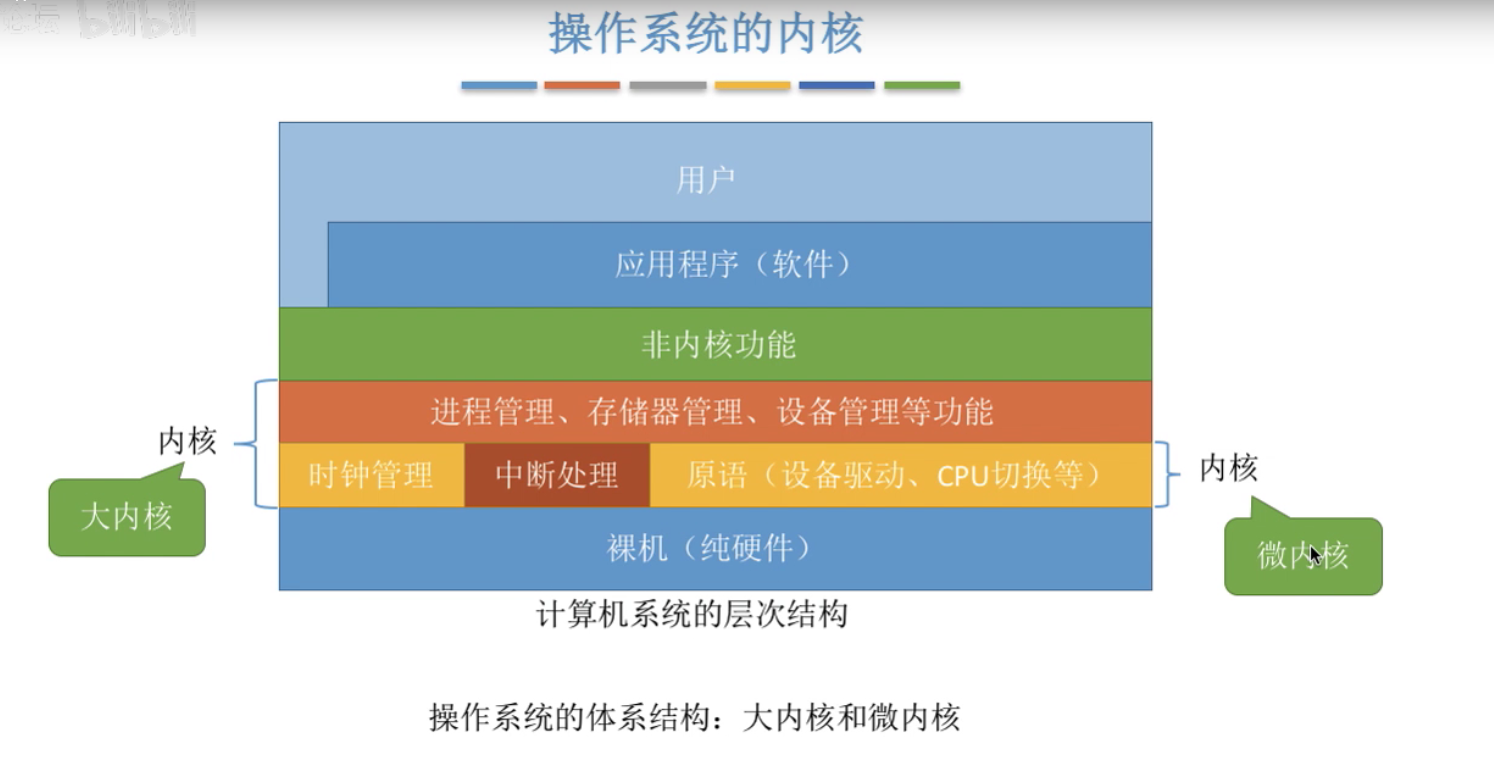 操作系统的内核
用户
应用程序（软件）
非内核功能
进程管理、存储器管理、设备管理等功能
内核
时钟管理
中断处理
原语（设备驱动、CPU切换等）
内核
大内核
裸机（纯硬件）
微内核
计算机系统的层次结构
操作系统的体系结构：大内核和微内核